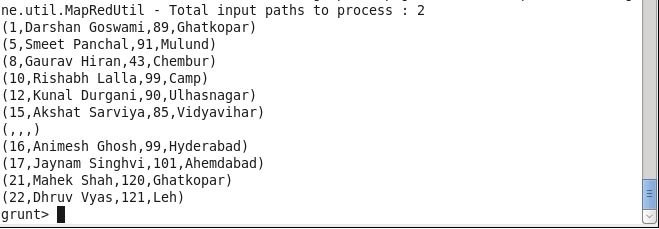 ne.util.MapRedUtil - Total input paths to process : 2
(1,Darshan Goswami,89,Ghatkopar)
(5,Smeet Panchal,91,Mulund)
(8,Gaurav Hiran,43,Chembur)
(10,Rishabh Lalla,99,Camp)
(12,Kunal Durgani,90,Ulhasnagar)
(15,Akshat Sarviya,85,Vidyavihar)
(,,,)
(16,Animesh Ghosh,99,Hyderabad)
(17,Jaynam Singhvi,101,Ahemdabad)
(21,Mahek Shah,120,Ghatkopar)
(22,Dhruv Vyas,121,Leh)
grunt>